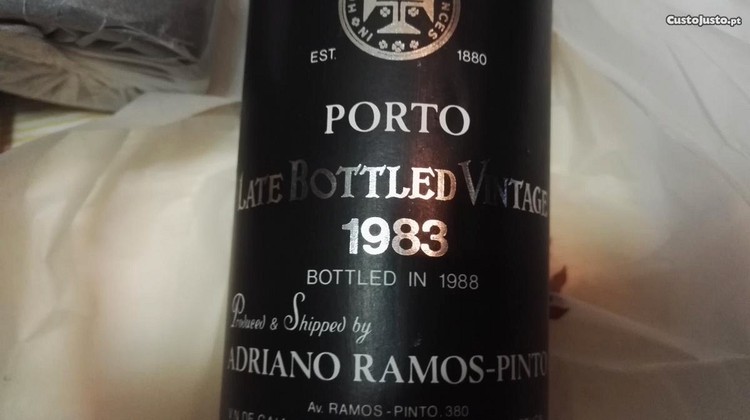 CustoJusto.pt
EST. 1880
PORTO
LATE BOTTLED VINTAGE
1983
BOTTLED IN 1988
Produced & Shipped by
ADRIANO RAMOS-PINTO
Av. RAMOS-PINTO, 380